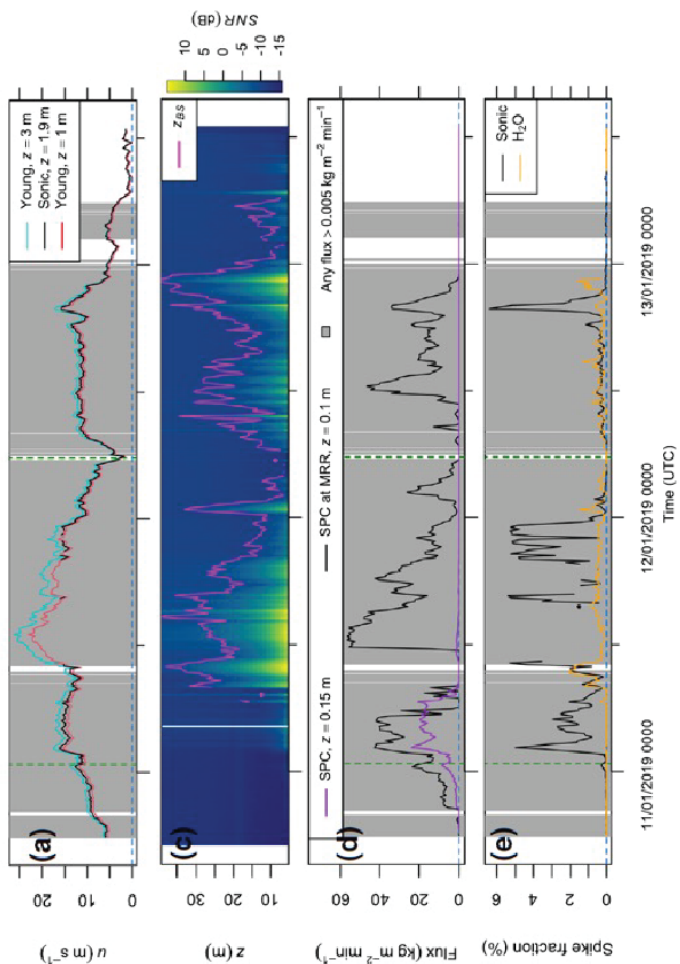 (a)
Young, z = 3 m
Sonic, z = 1.9 m
Young, z = 1 m
u (m s⁻¹)
20
10
0
(c)
z_BS
z (m)
30
20
10
0
SNR (dB)
10
5
0
−5
−10
−15
(d)
SPC, z = 0.15 m
SPC at MRR, z = 0.1 m
Any flux > 0.005 kg m⁻² min⁻¹
Flux (kg m⁻² min⁻¹)
60
40
20
0
(e)
Sonic
H₂O
Spike fraction (%)
6
4
2
0
11/01/2019 0000
12/01/2019 0000
13/01/2019 0000
Time (UTC)